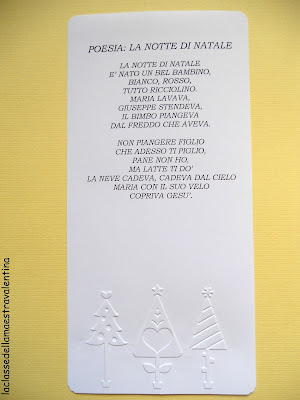 POESIA: LA NOTTE DI NATALE
LA NOTTE DI NATALE
E' NATO UN BEL BAMBINO,
BIANCO, ROSSO,
TUTTO RICCIOLINO.
MARIA LAVAVA,
GIUSEPPE STENDEVA,
IL BIMBO PIANGEVA
DAL FREDDO CHE AVEVA.
NON PIANGERE FIGLIO
CHE ADESSO TI PIGLIO,
PANE NON HO,
MA LATTE TI DO'
LA NEVE CADEVA, CADEVA DAL CIELO
MARIA CON IL SUO VELO
COPRIVA GESU'.
laclassedellamaestravalentina